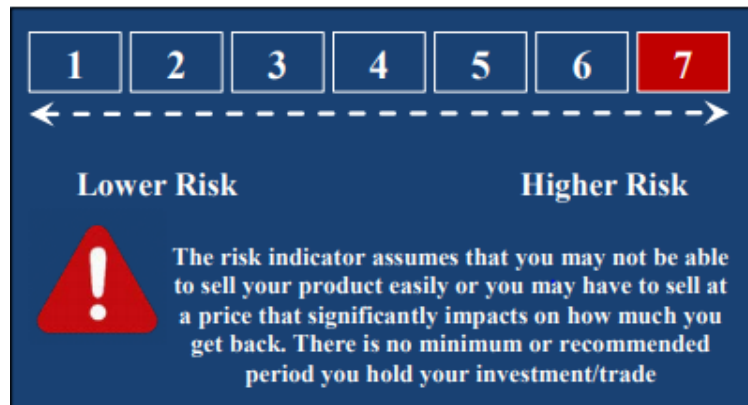 1 2 3 4 5 6 7
Lower Risk Higher Risk
The risk indicator assumes that you may not be able
to sell your product easily or you may have to sell at
a price that significantly impacts on how much you
get back. There is no minimum or recommended
period you hold your investment/trade